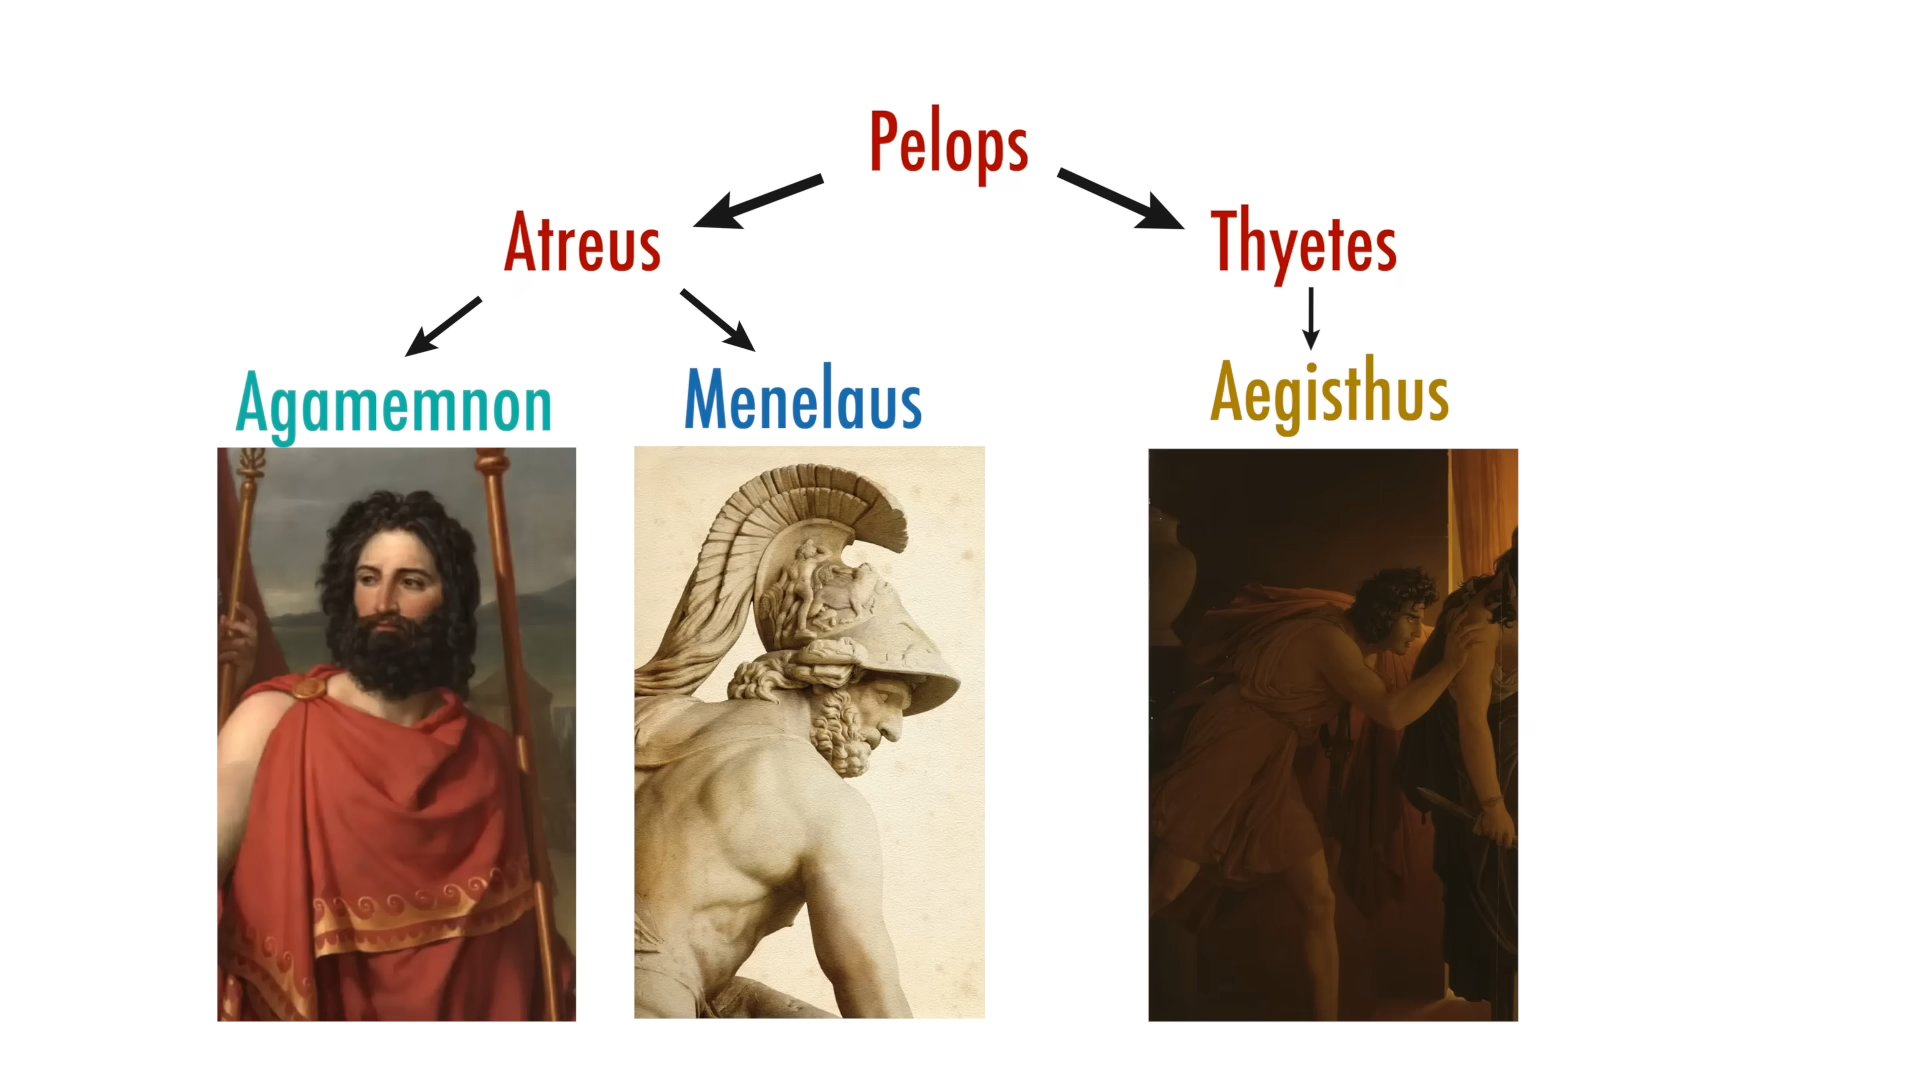 Pelops
Atreus
Thyetes
Agamemnon
Menelaus
Aegisthus